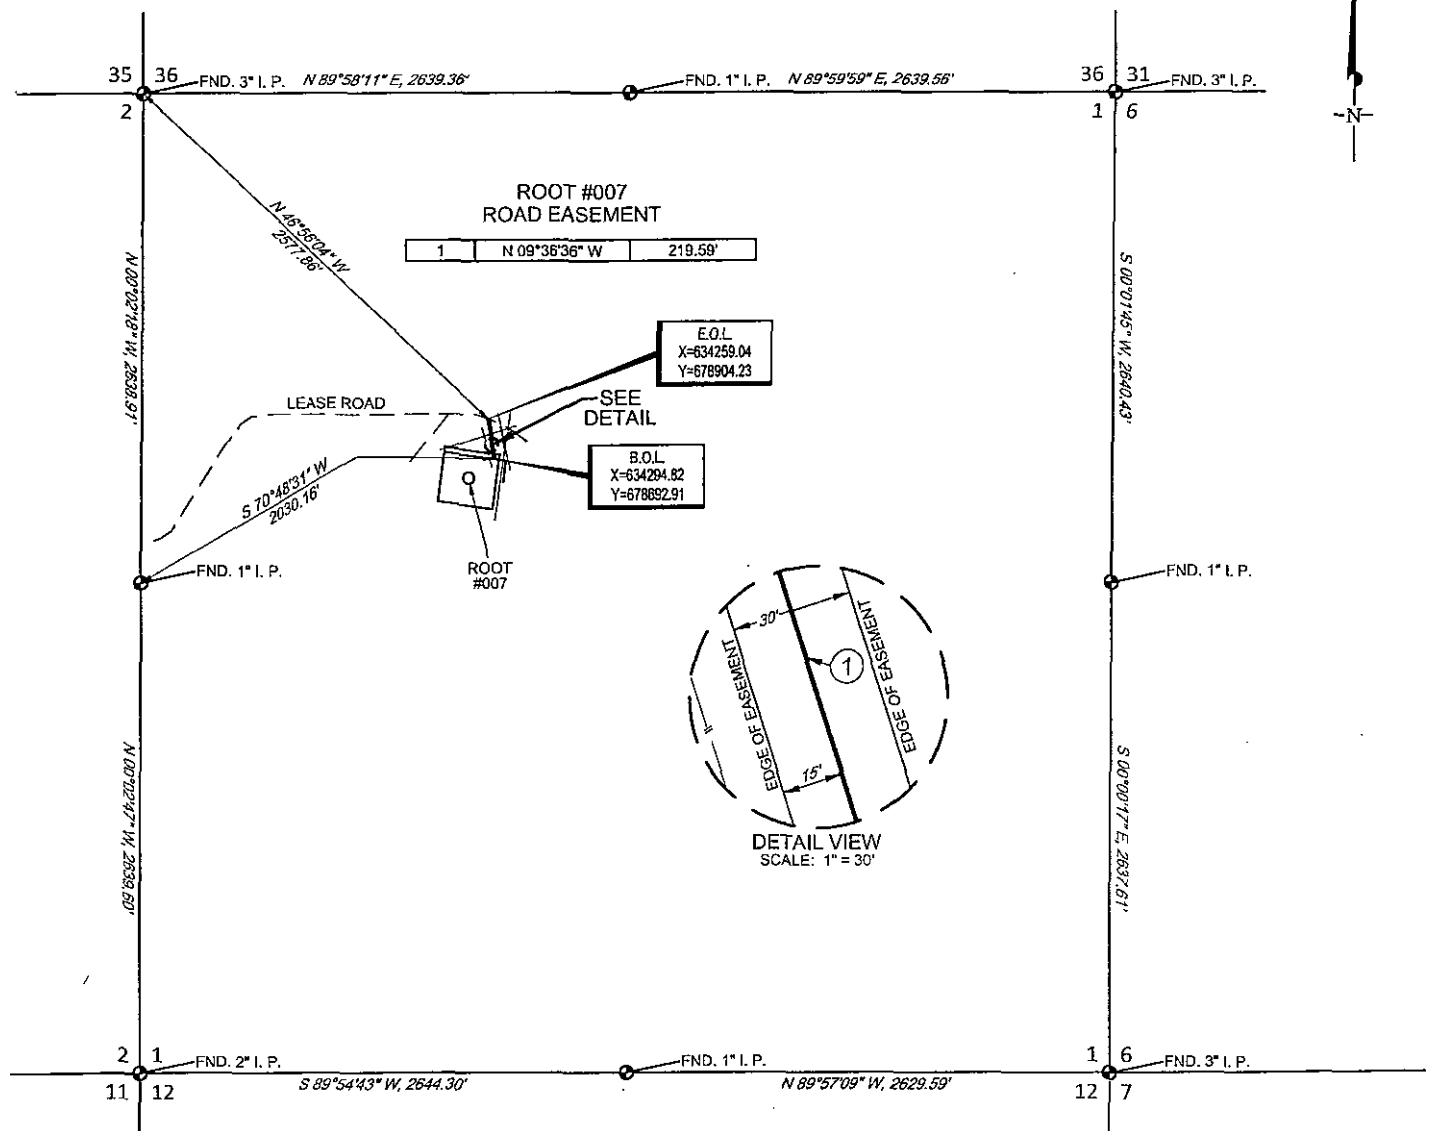 35 36
FND. 3" I. P.
N 89°58'11" E, 2639.36'
FND. 1" I. P.
N 89°59'59" E, 2639.56'
36 31
FND. 3" I. P.
2
1 6
-N-
ROOT #007
ROAD EASEMENT
1 N 09°36'36" W 219.59'
N 46°56'04" W
2577.86'
N 00°02'18" W, 2638.91'
S 00°01'45" W, 2640.43'
E.O.L.
X=634259.04
Y=678904.23
LEASE ROAD
SEE
DETAIL
B.O.L.
X=634294.82
Y=678692.91
S 70°48'31" W
2030.16'
ROOT
#007
FND. 1" I. P.
FND. 1" I. P.
30'
EDGE OF EASEMENT
1
EDGE OF EASEMENT
15'
DETAIL VIEW
SCALE: 1" = 30'
N 00°02'47" W, 2639.60'
S 00°00'17" E, 2637.61'
2 1
FND. 2" I. P.
FND. 1" I. P.
1 6
FND. 3" I. P.
11 12
S 89°54'43" W, 2644.30'
N 89°57'09" W, 2629.59'
12 7